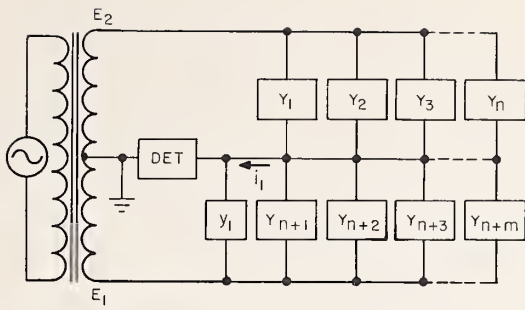 E₂
Y₁ Y₂ Y₃ Yₙ
DET
i₁
y₁ Yₙ₊₁ Yₙ₊₂ Yₙ₊₃ Yₙ₊ₘ
E₁